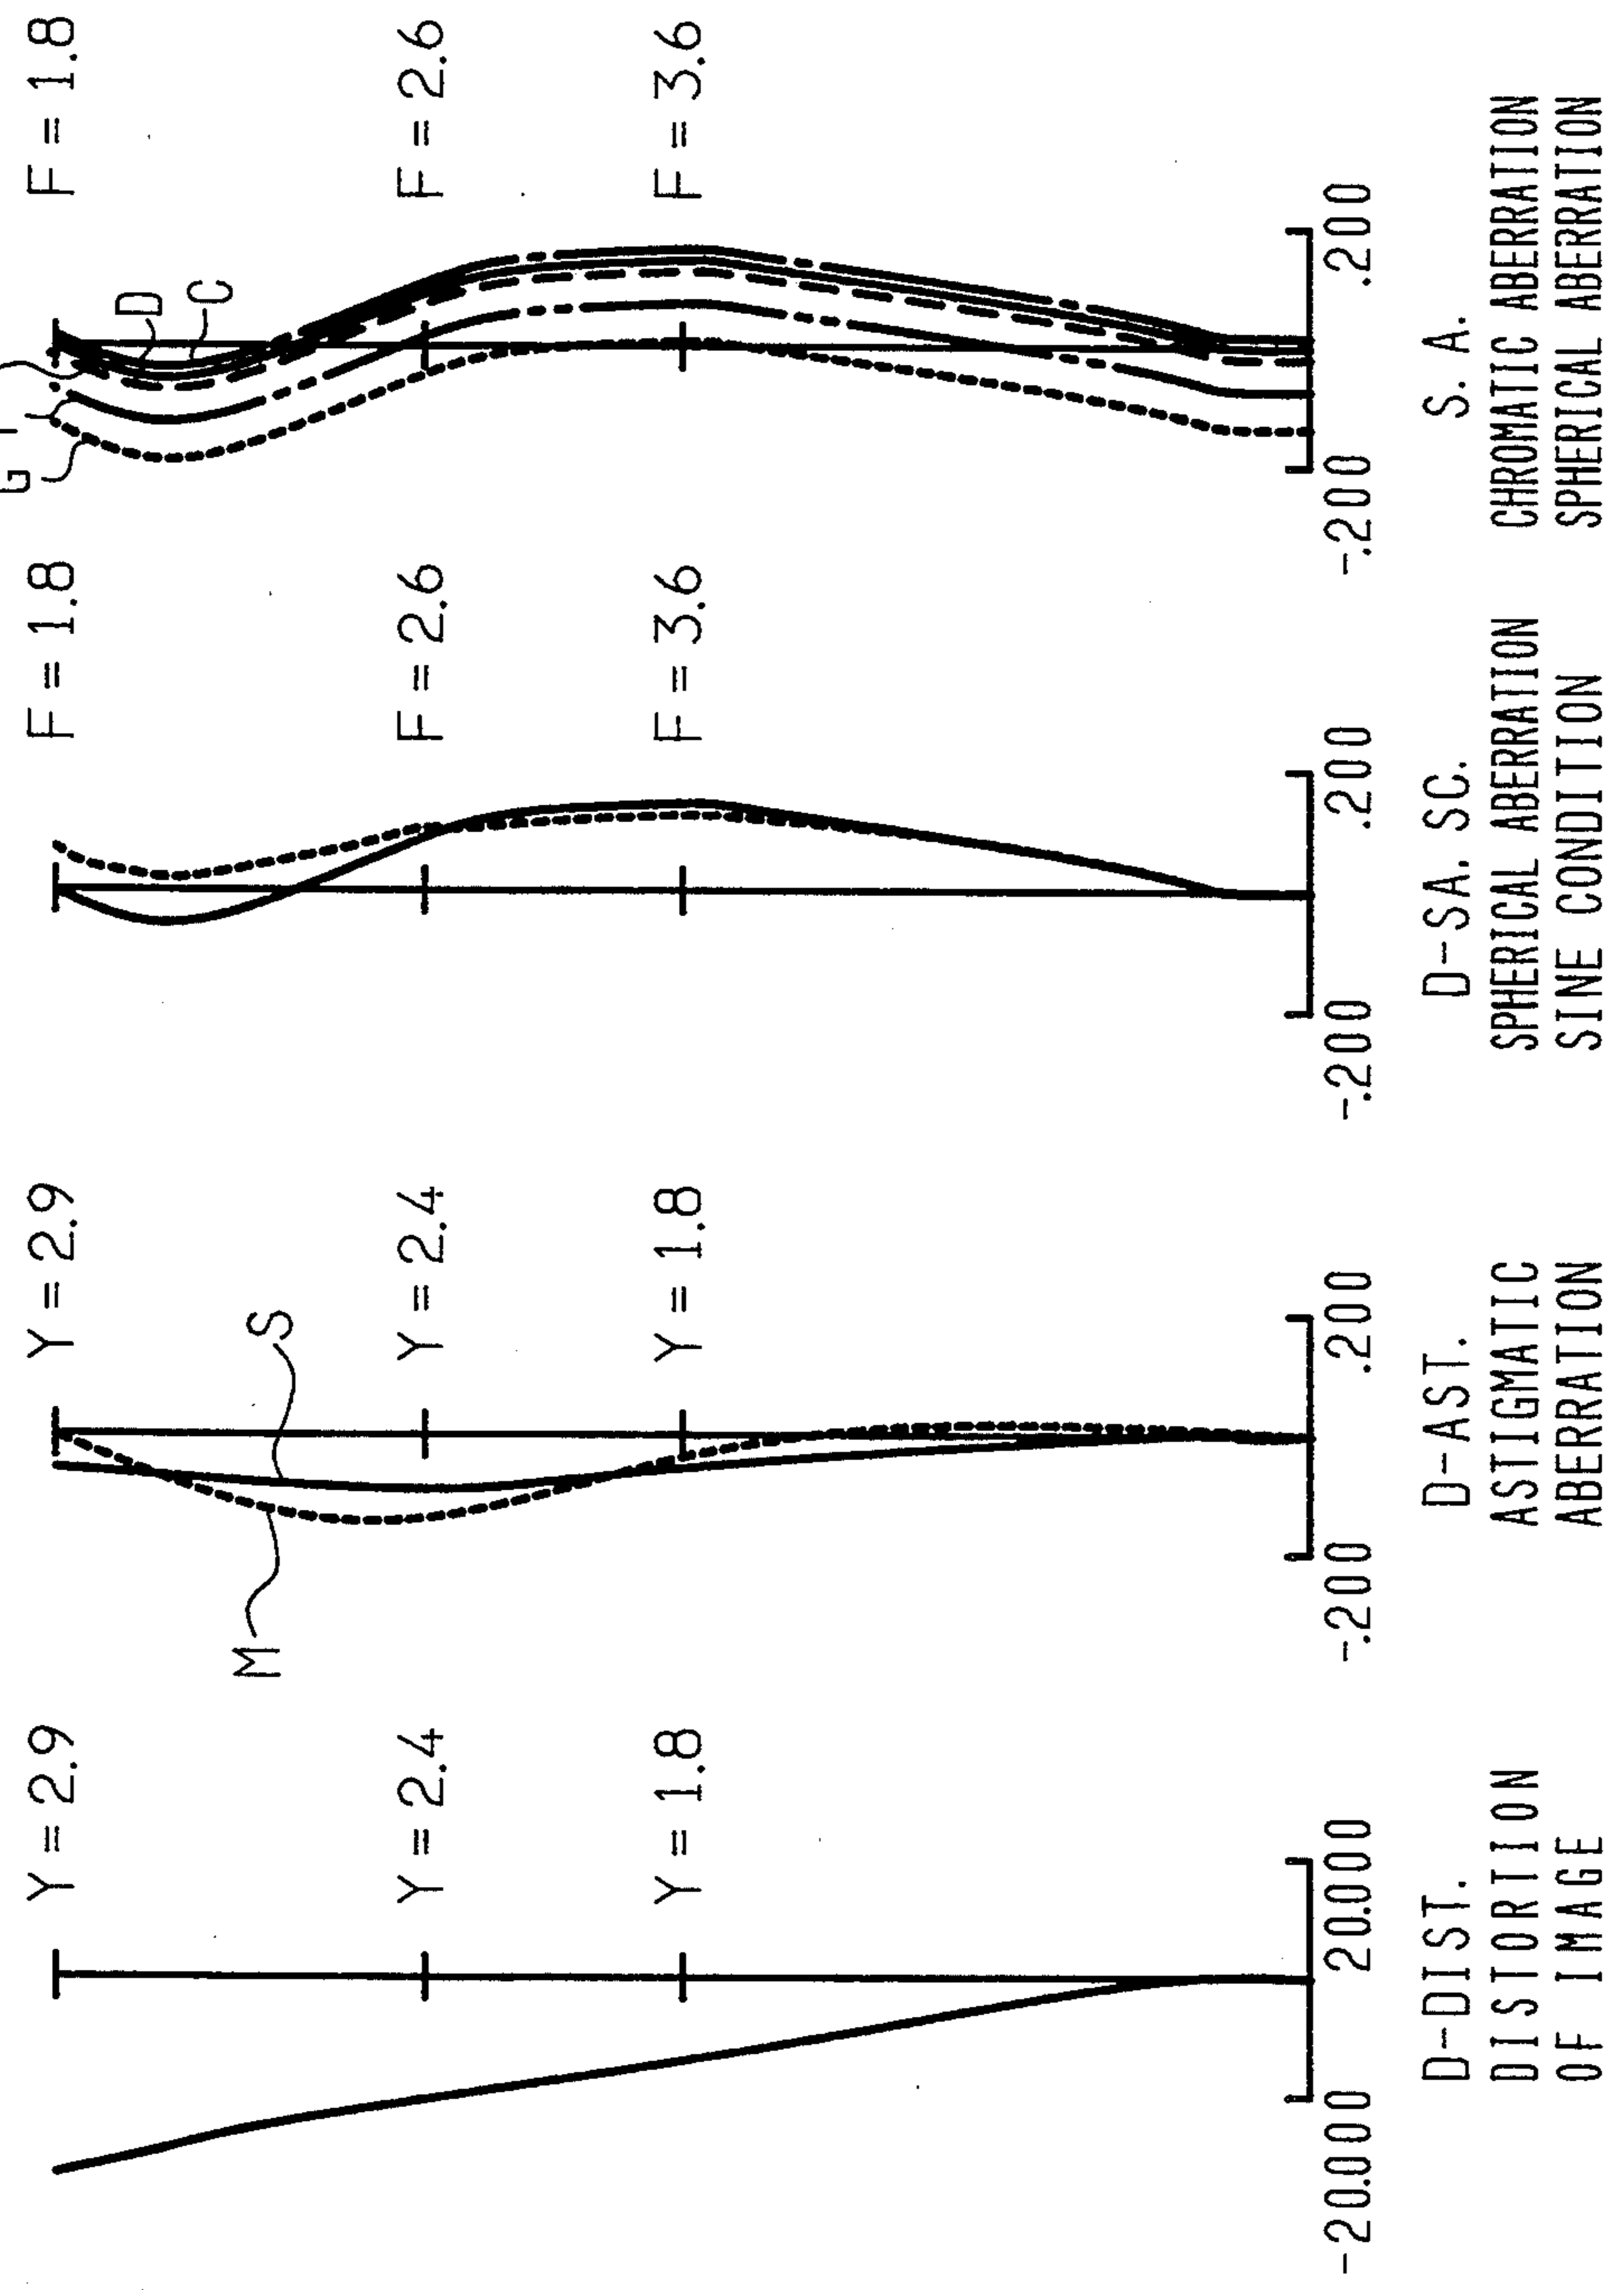 Y = 2.9
Y = 2.4
Y = 1.8
-20.000
20.000
D-DIST.
DISTORTION
OF IMAGE
Y = 2.9
Y = 2.4
Y = 1.8
M
S
-.200
.200
D-AST.
ASTIGMATIC
ABERRATION
F = 1.8
F = 2.6
F = 3.6
-.200
.200
D-SA. SC.
SPHERICAL ABERRATION
SINE CONDITION
F = 1.8
F = 2.6
F = 3.6
G
D
C
-.200
.200
S. A.
CHROMATIC ABERRATION
SPHERICAL ABERRATION